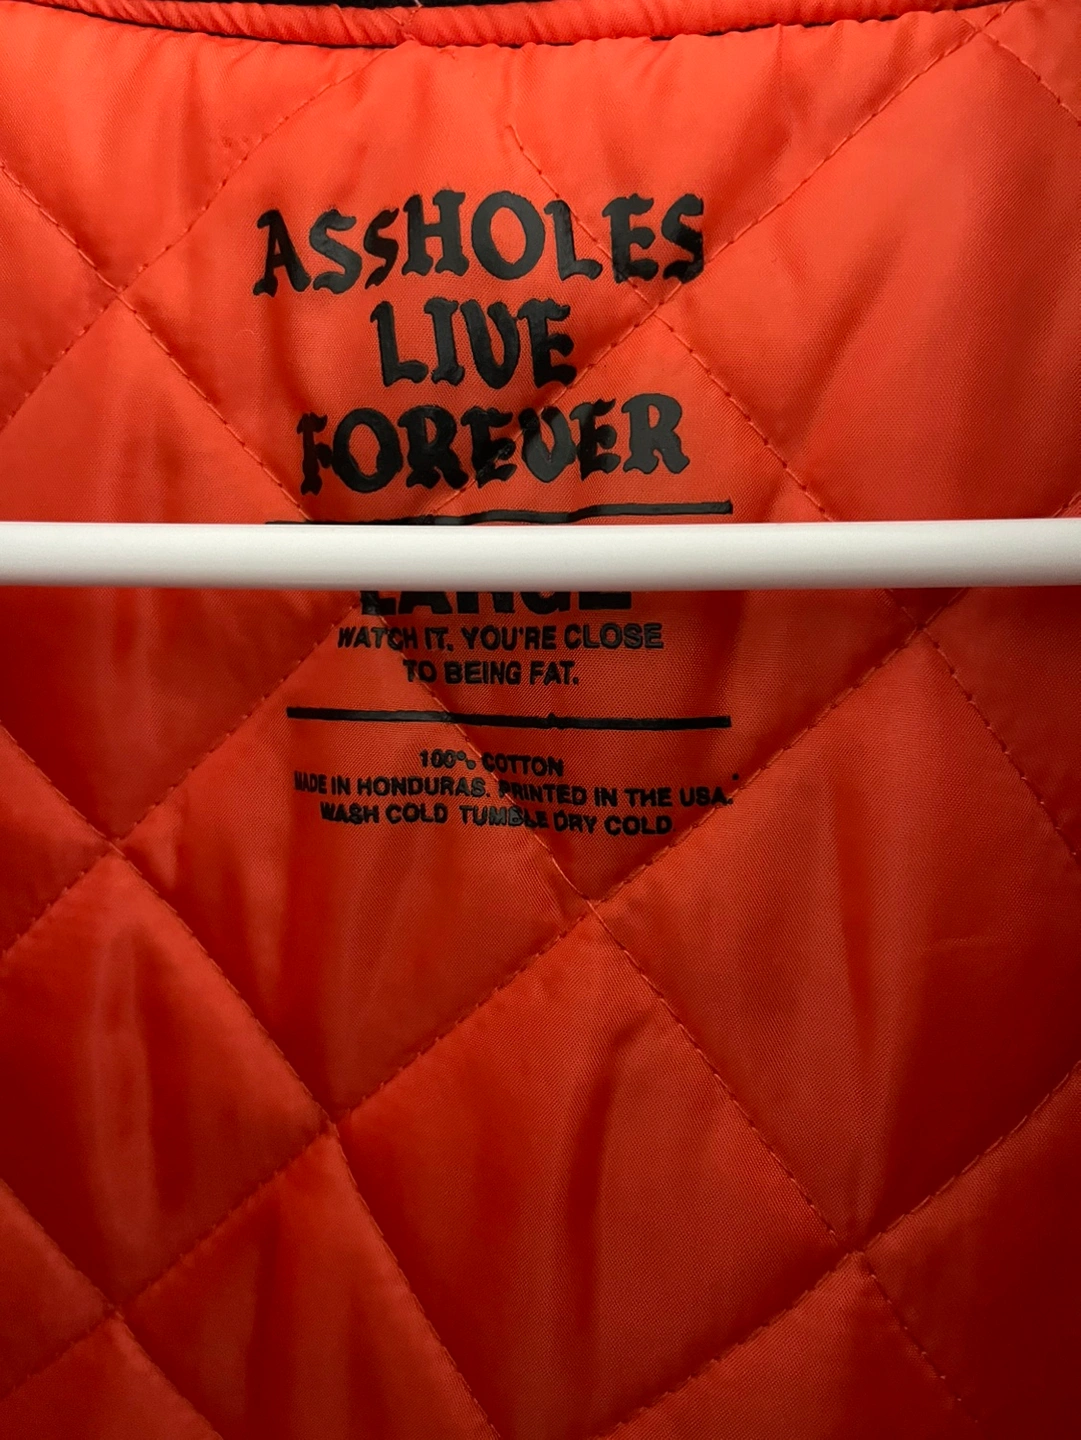 ASSHOLES
LIVE
FOREVER
LARGE
WATCH IT, YOU'RE CLOSE
TO BEING FAT.
100% COTTON
MADE IN HONDURAS. PRINTED IN THE USA.
WASH COLD TUMBLE DRY COLD